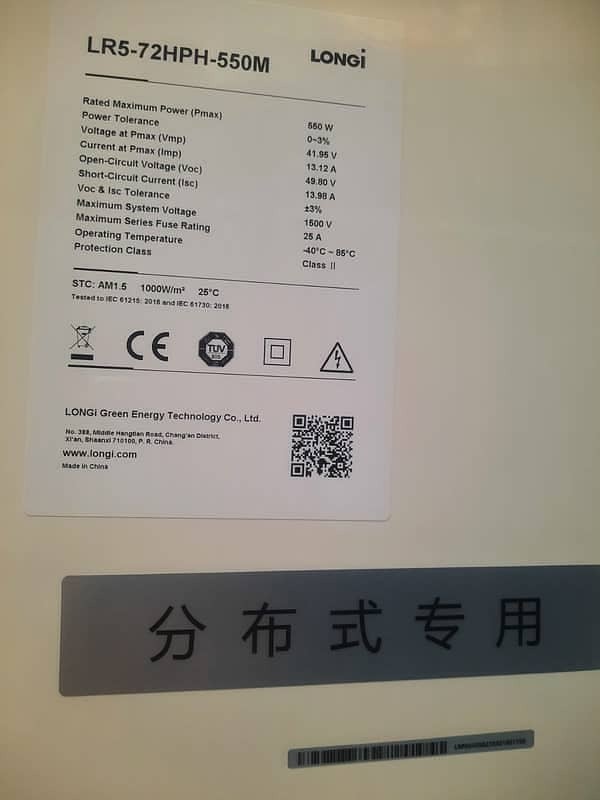 LR5-72HPH-550M
LONGi
Rated Maximum Power (Pmax) 550 W
Power Tolerance 0~3%
Voltage at Pmax (Vmp) 41.95 V
Current at Pmax (Imp) 13.12 A
Open-Circuit Voltage (Voc) 49.80 V
Short-Circuit Current (Isc) 13.98 A
Voc & Isc Tolerance ±3%
Maximum System Voltage 1500 V
Maximum Series Fuse Rating 25 A
Operating Temperature -40°C ~ 85°C
Protection Class Class II
STC: AM1.5 1000W/m² 25°C
Tested to IEC 61215: 2016 and IEC 61730: 2016
CE
TÜV
LONGi Green Energy Technology Co., Ltd.
No. 388, Middle Hangtian Road, Chang'an District,
Xi'an, Shaanxi 710100, P. R. China.
www.longi.com
Made in China
分布式专用